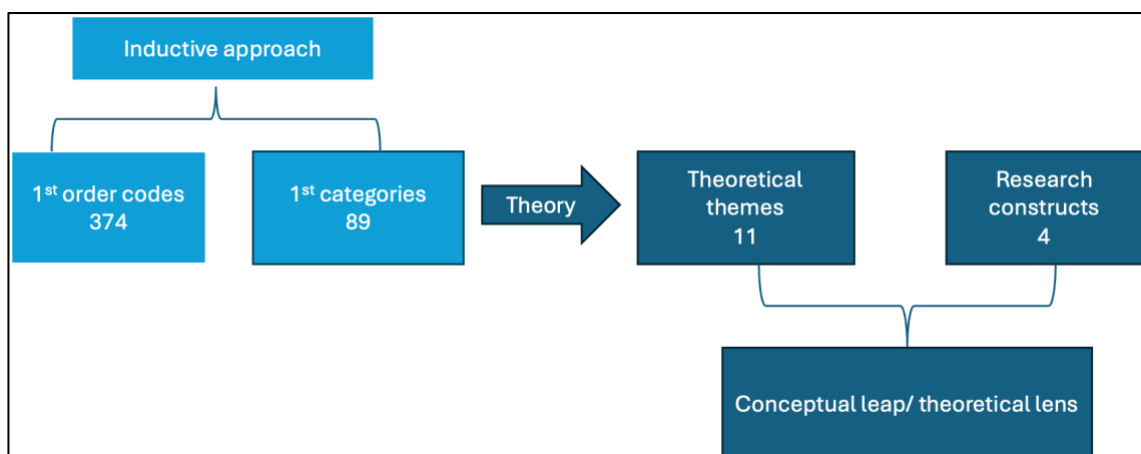 Inductive approach
1st order codes
374
1st categories
89
Theory
Theoretical
themes
11
Research
constructs
4
Conceptual leap/ theoretical lens